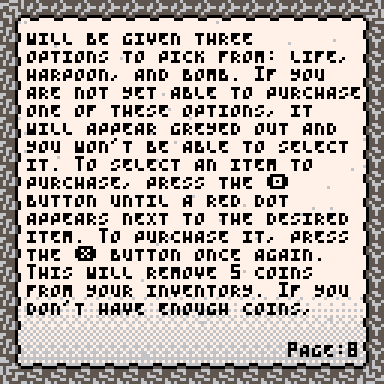 WILL BE GIVEN THREE
OPTIONS TO PICK FROM: LIFE,
HARPOON, AND BOMB. IF YOU
ARE NOT YET ABLE TO PURCHASE
ONE OF THESE OPTIONS, IT
WILL APPEAR GREYED OUT AND
YOU WON'T BE ABLE TO SELECT
IT. TO SELECT AN ITEM TO
PURCHASE, PRESS THE 🅾️
BUTTON UNTIL A RED DOT
APPEARS NEXT TO THE DESIRED
ITEM. TO PURCHASE IT, PRESS
THE ❎ BUTTON ONCE AGAIN.
THIS WILL REMOVE 5 COINS
FROM YOUR INVENTORY. IF YOU
DON'T HAVE ENOUGH COINS,
PAGE:8